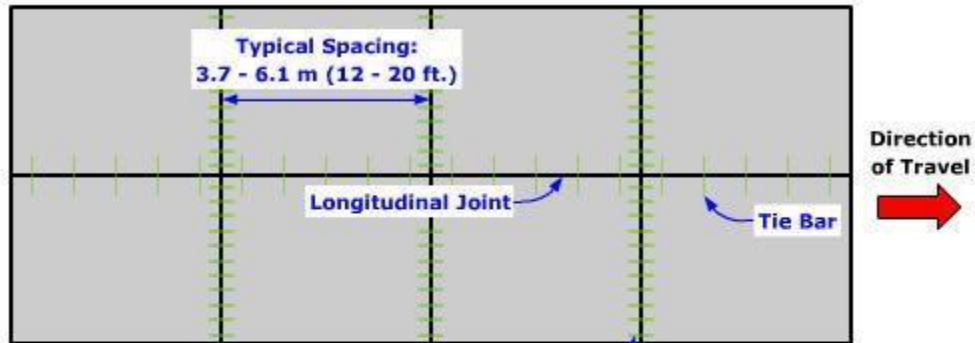 Typical Spacing:
3.7 - 6.1 m (12 - 20 ft.)
Direction
of Travel
Longitudinal Joint
Tie Bar